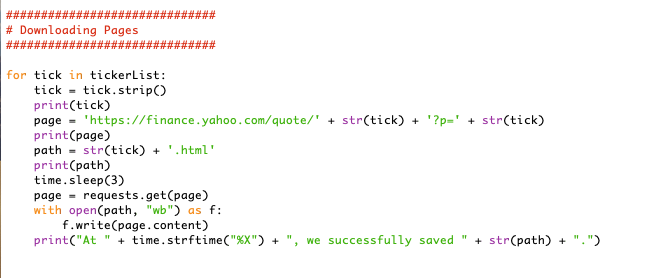 ##############################
# Downloading Pages
##############################
for tick in tickerList:
    tick = tick.strip()
    print(tick)
    page = 'https://finance.yahoo.com/quote/' + str(tick) + '?p=' + str(tick)
    print(page)
    path = str(tick) + '.html'
    print(path)
    time.sleep(3)
    page = requests.get(page)
    with open(path, "wb") as f:
        f.write(page.content)
    print("At " + time.strftime("%X") + ", we successfully saved " + str(path) + ".")